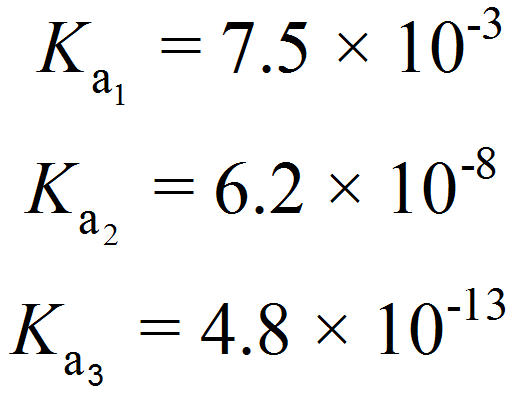 Kₐ₁ = 7.5 × 10⁻³
Kₐ₂ = 6.2 × 10⁻⁸
Kₐ₃ = 4.8 × 10⁻¹³